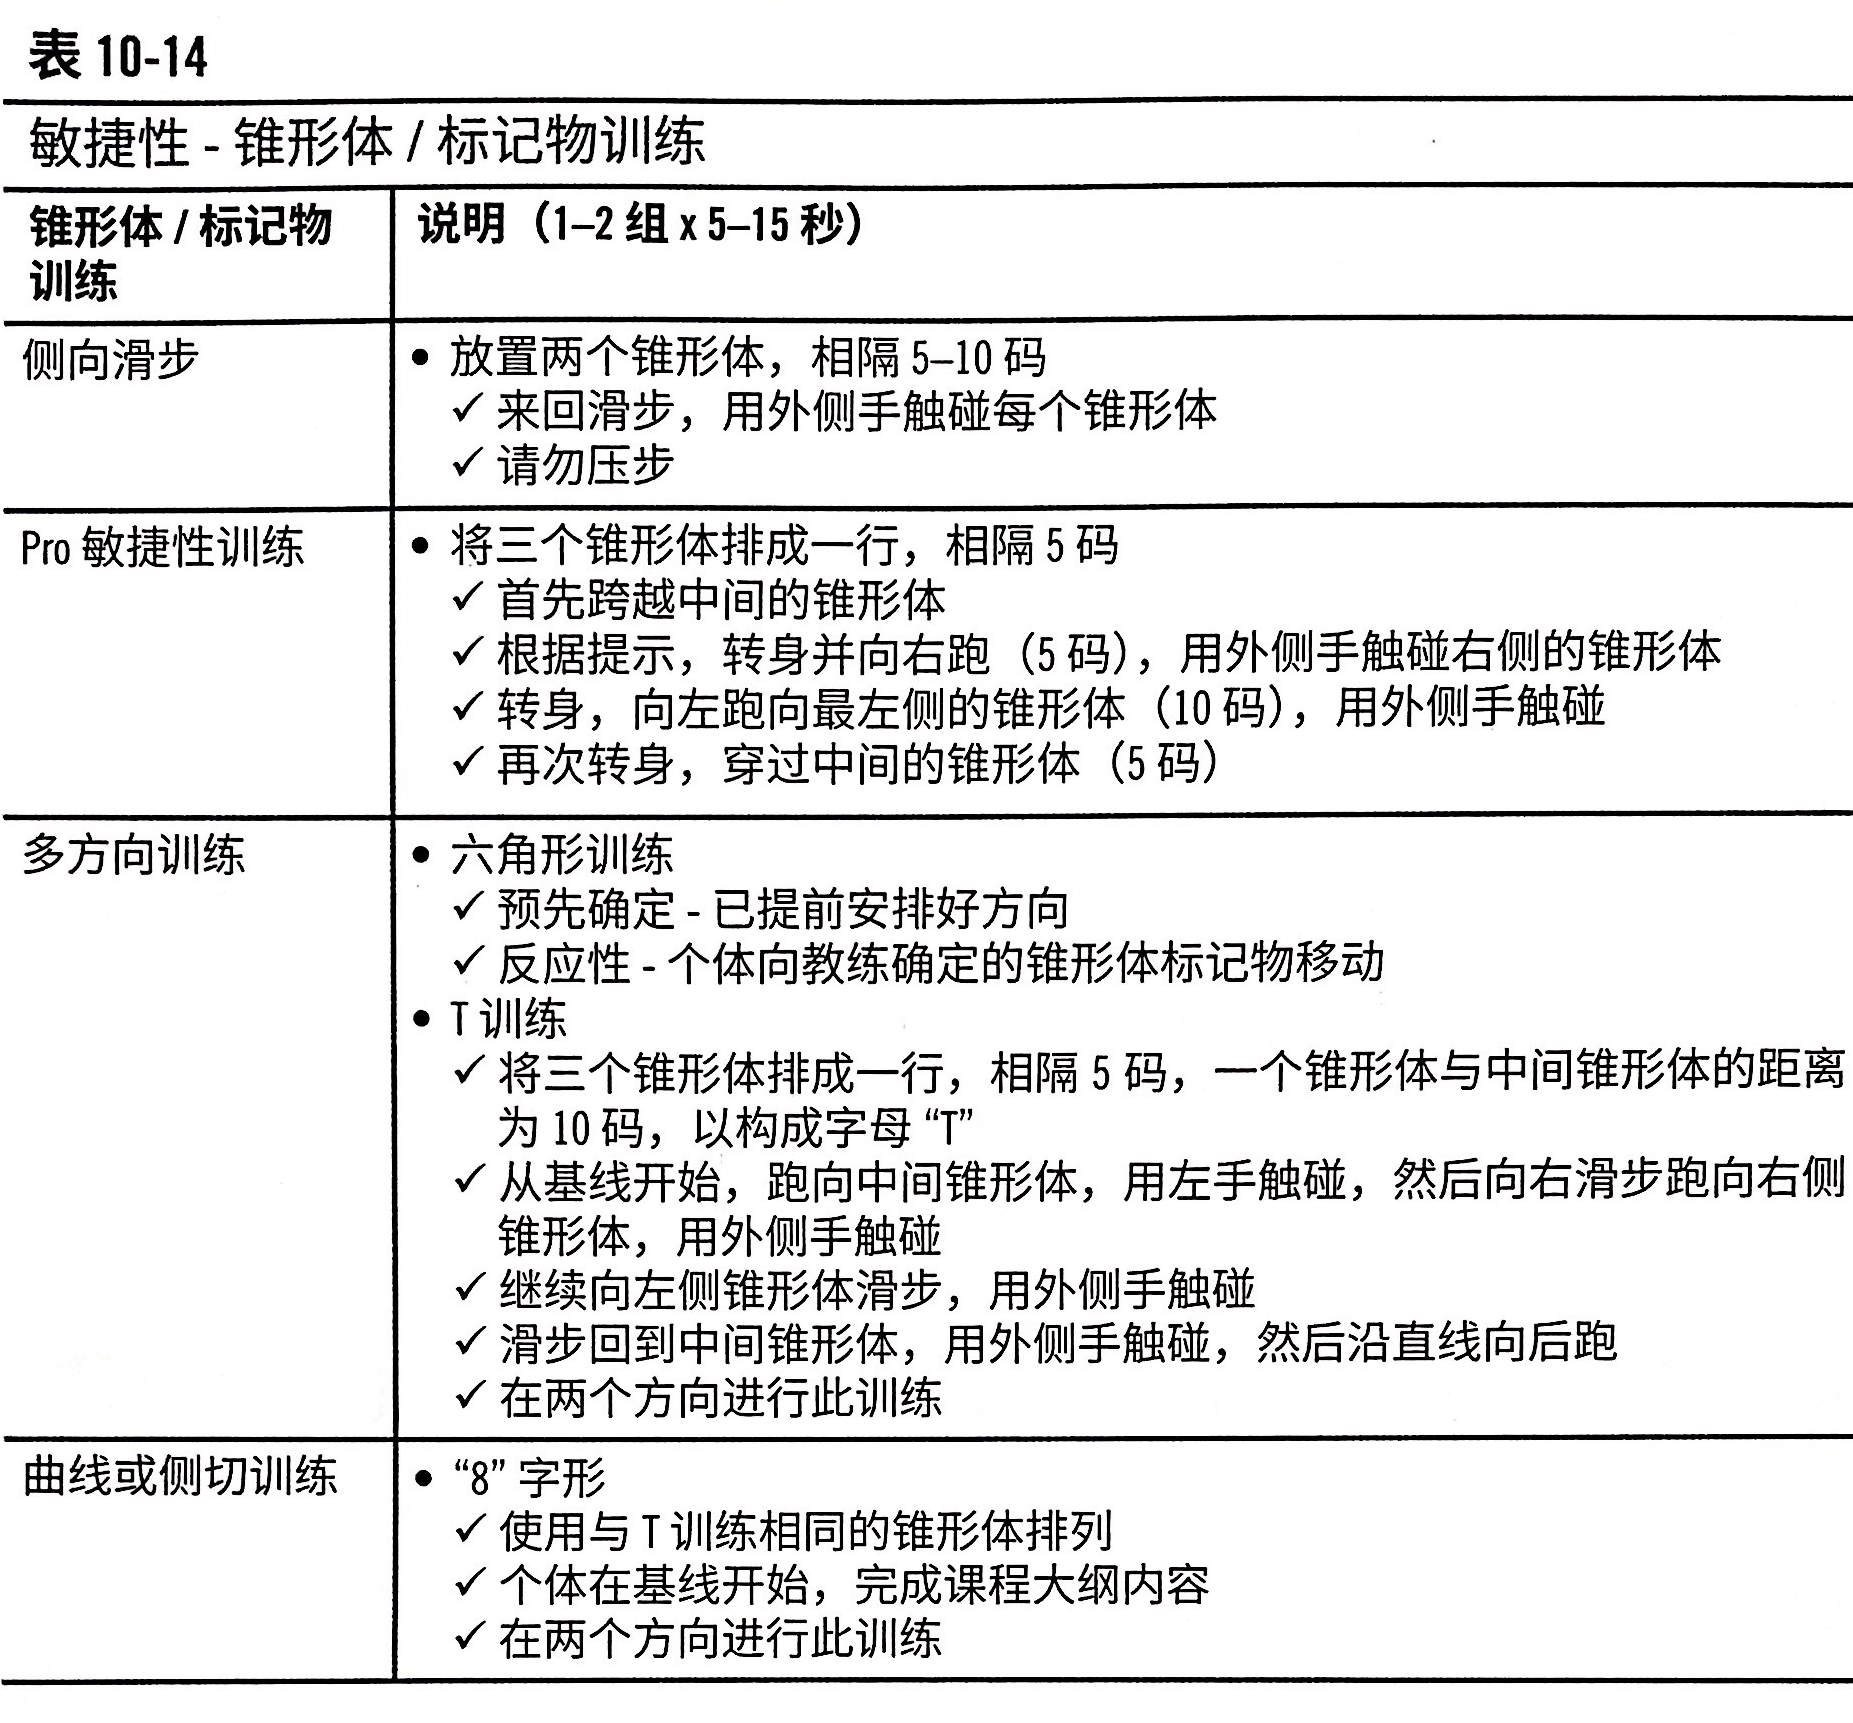 表 10-14
敏捷性 - 锥形体 / 标记物训练
锥形体 / 标记物
训练
说明（1–2 组 x 5–15 秒）
侧向滑步
• 放置两个锥形体，相隔 5–10 码
✓ 来回滑步，用外侧手触碰每个锥形体
✓ 请勿压步
Pro 敏捷性训练
• 将三个锥形体排成一行，相隔 5 码
✓ 首先跨越中间的锥形体
✓ 根据提示，转身并向右跑（5 码），用外侧手触碰右侧的锥形体
✓ 转身，向左跑向最左侧的锥形体（10 码），用外侧手触碰
✓ 再次转身，穿过中间的锥形体（5 码）
多方向训练
• 六角形训练
✓ 预先确定 - 已提前安排好方向
✓ 反应性 - 个体向教练确定的锥形体标记物移动
• T 训练
✓ 将三个锥形体排成一行，相隔 5 码，一个锥形体与中间锥形体的距离
为 10 码，以构成字母 “T”
✓ 从基线开始，跑向中间锥形体，用左手触碰，然后向右滑步跑向右侧
锥形体，用外侧手触碰
✓ 继续向左侧锥形体滑步，用外侧手触碰
✓ 滑步回到中间锥形体，用外侧手触碰，然后沿直线向后跑
✓ 在两个方向进行此训练
曲线或侧切训练
• “8” 字形
✓ 使用与 T 训练相同的锥形体排列
✓ 个体在基线开始，完成课程大纲内容
✓ 在两个方向进行此训练